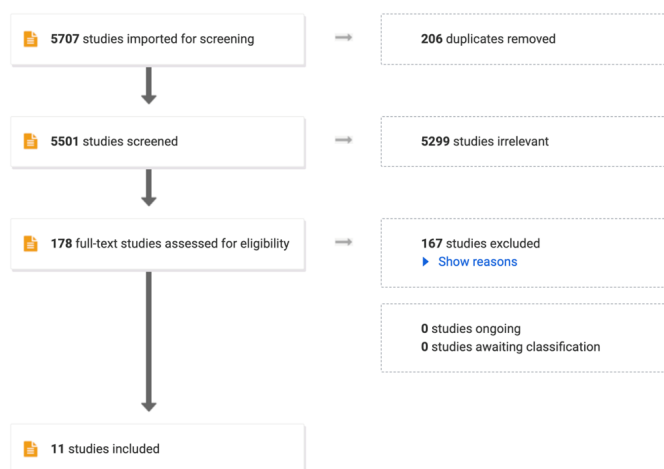 5707 studies imported for screening
206 duplicates removed
5501 studies screened
5299 studies irrelevant
178 full-text studies assessed for eligibility
167 studies excluded
Show reasons
0 studies ongoing
0 studies awaiting classification
11 studies included